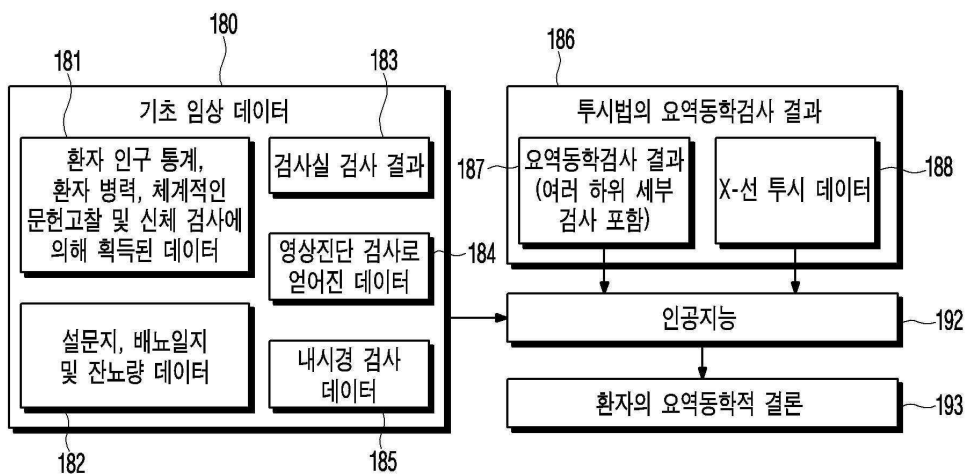 180
181
183
기초 임상 데이터
환자 인구 통계,
환자 병력, 체계적인
문헌고찰 및 신체 검사에
의해 획득된 데이터
검사실 검사 결과
영상진단 검사로
얻어진 데이터
184
설문지, 배뇨일지
및 잔뇨량 데이터
내시경 검사
데이터
182
185
186
투시법의 요역동학검사 결과
187
요역동학검사 결과
(여러 하위 세부
검사 포함)
X-선 투시 데이터
188
인공지능
192
환자의 요역동학적 결론
193